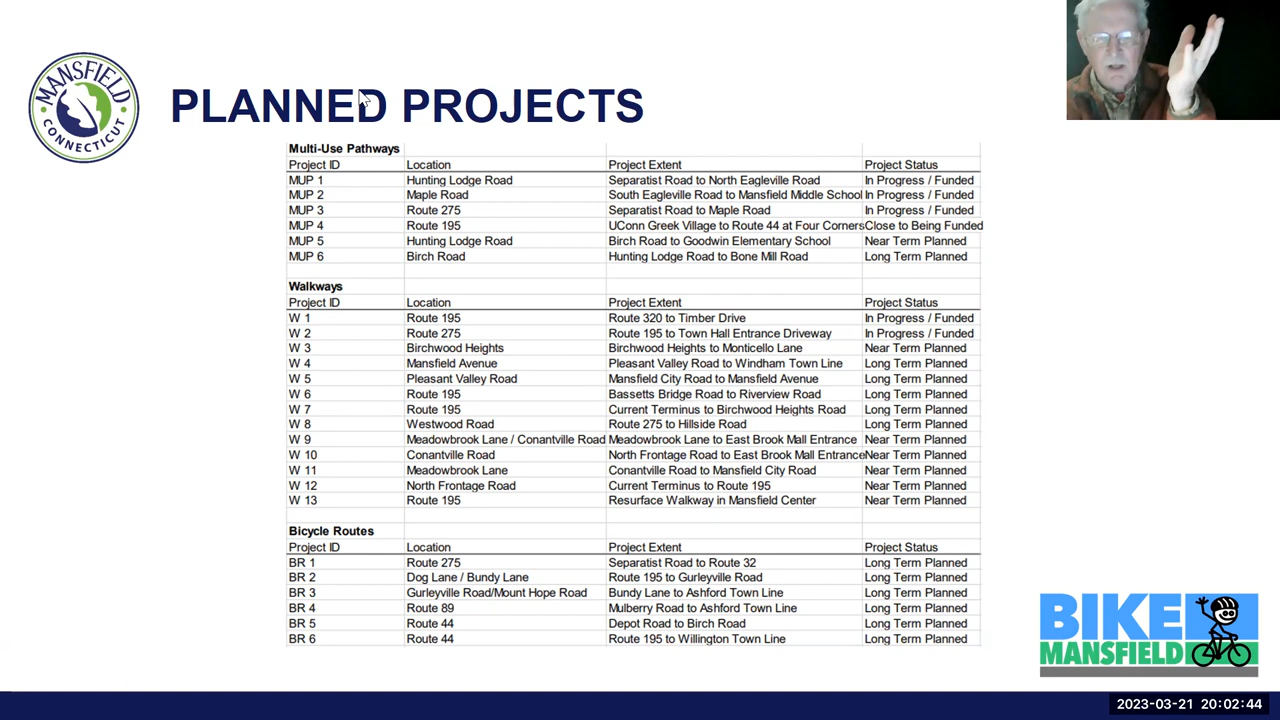 MANSFIELD
CONNECTICUT
PLANNED PROJECTS
Multi-Use Pathways
Project ID Location Project Extent Project Status
MUP 1 Hunting Lodge Road Separatist Road to North Eagleville Road In Progress / Funded
MUP 2 Maple Road South Eagleville Road to Mansfield Middle School In Progress / Funded
MUP 3 Route 275 Separatist Road to Maple Road In Progress / Funded
MUP 4 Route 195 UConn Greek Village to Route 44 at Four Corners Close to Being Funded
MUP 5 Hunting Lodge Road Birch Road to Goodwin Elementary School Near Term Planned
MUP 6 Birch Road Hunting Lodge Road to Bone Mill Road Long Term Planned
Walkways
Project ID Location Project Extent Project Status
W 1 Route 195 Route 320 to Timber Drive In Progress / Funded
W 2 Route 275 Route 195 to Town Hall Entrance Driveway In Progress / Funded
W 3 Birchwood Heights Birchwood Heights to Monticello Lane Near Term Planned
W 4 Mansfield Avenue Pleasant Valley Road to Windham Town Line Long Term Planned
W 5 Pleasant Valley Road Mansfield City Road to Mansfield Avenue Long Term Planned
W 6 Route 195 Bassetts Bridge Road to Riverview Road Long Term Planned
W 7 Route 195 Current Terminus to Birchwood Heights Road Long Term Planned
W 8 Westwood Road Route 275 to Hillside Road Long Term Planned
W 9 Meadowbrook Lane / Conantville Road Meadowbrook Lane to East Brook Mall Entrance Near Term Planned
W 10 Conantville Road North Frontage Road to East Brook Mall Entrance Near Term Planned
W 11 Meadowbrook Lane Conantville Road to Mansfield City Road Near Term Planned
W 12 North Frontage Road Current Terminus to Route 195 Near Term Planned
W 13 Route 195 Resurface Walkway in Mansfield Center Near Term Planned
Bicycle Routes
Project ID Location Project Extent Project Status
BR 1 Route 275 Separatist Road to Route 32 Long Term Planned
BR 2 Dog Lane / Bundy Lane Route 195 to Gurleyville Road Long Term Planned
BR 3 Gurleyville Road/Mount Hope Road Bundy Lane to Ashford Town Line Long Term Planned
BR 4 Route 89 Mulberry Road to Ashford Town Line Long Term Planned
BR 5 Route 44 Depot Road to Birch Road Long Term Planned
BR 6 Route 44 Route 195 to Willington Town Line Long Term Planned
BIKE
MANSFIELD
2023-03-21 20:02:44